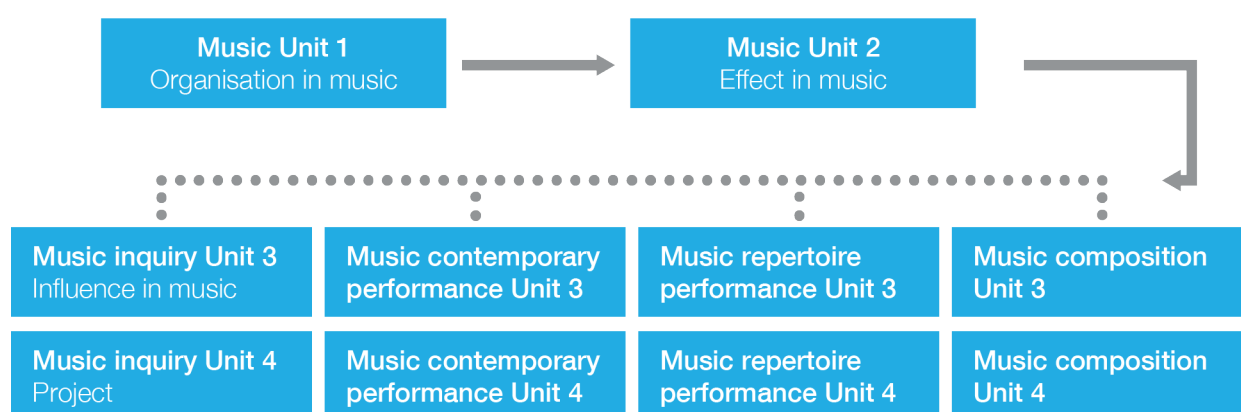 Music Unit 1
Organisation in music
Music Unit 2
Effect in music
Music inquiry Unit 3
Influence in music
Music contemporary
performance Unit 3
Music repertoire
performance Unit 3
Music composition
Unit 3
Music inquiry Unit 4
Project
Music contemporary
performance Unit 4
Music repertoire
performance Unit 4
Music composition
Unit 4